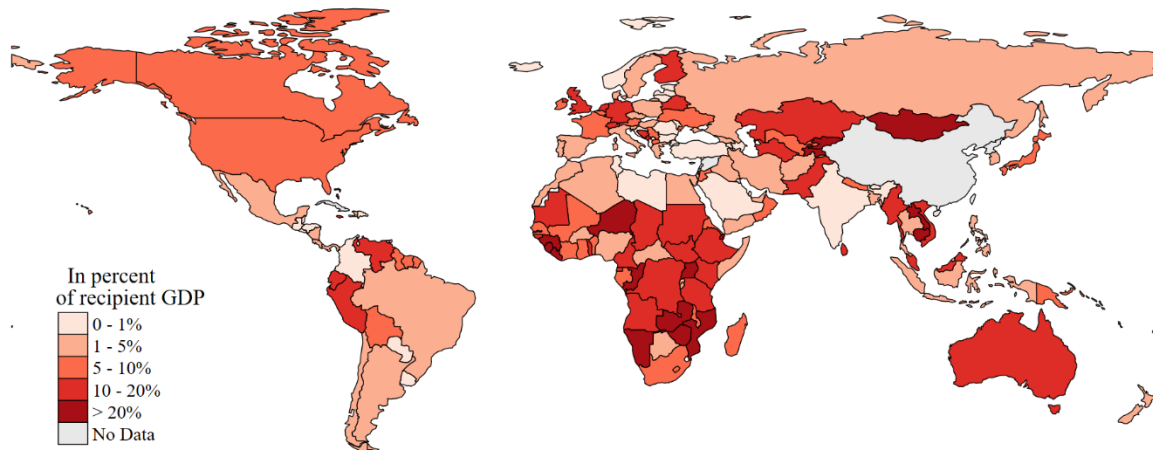 In percent
of recipient GDP
0 - 1%
1 - 5%
5 - 10%
10 - 20%
> 20%
No Data